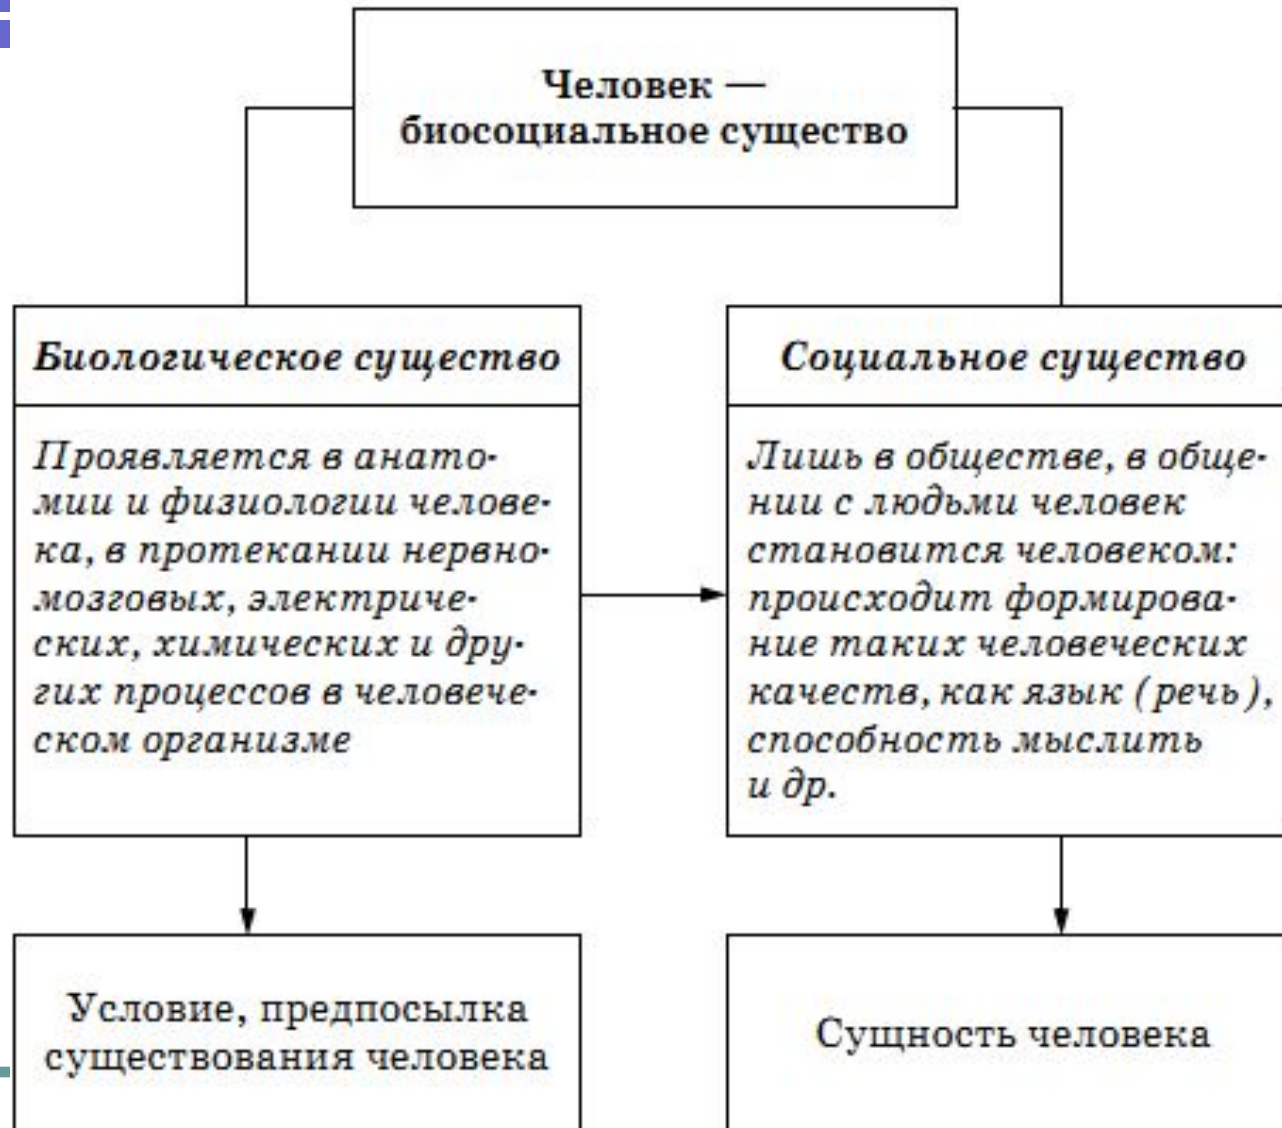 Человек —
биосоциальное существо
Биологическое существо
Проявляется в анато-
мии и физиологии челове-
ка, в протекании нервно-
мозговых, электриче-
ских, химических и дру-
гих процессов в человече-
ском организме
Социальное существо
Лишь в обществе, в обще-
нии с людьми человек
становится человеком:
происходит формирова-
ние таких человеческих
качеств, как язык (речь),
способность мыслить
и др.
Условие, предпосылка
существования человека
Сущность человека